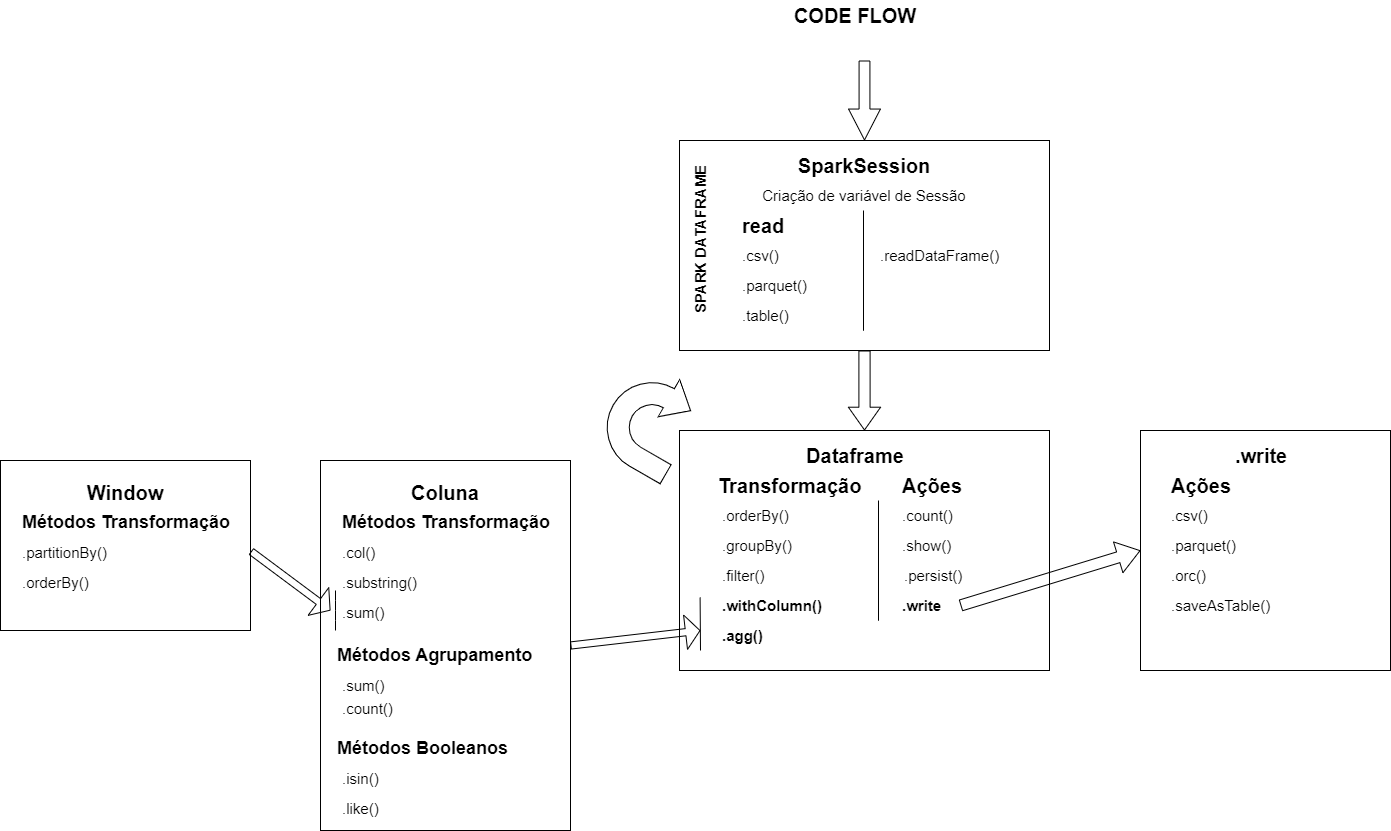 CODE FLOW
SPARK DATAFRAME
SparkSession
Criação de variável de Sessão
read
.csv()
.readDataFrame()
.parquet()
.table()
Window
Métodos Transformação
.partitionBy()
.orderBy()
Coluna
Métodos Transformação
.col()
.substring()
.sum()
Métodos Agrupamento
.sum()
.count()
Métodos Booleanos
.isin()
.like()
Dataframe
Transformação
.orderBy()
.groupBy()
.filter()
.withColumn()
.agg()
Ações
.count()
.show()
.persist()
.write
.write
Ações
.csv()
.parquet()
.orc()
.saveAsTable()